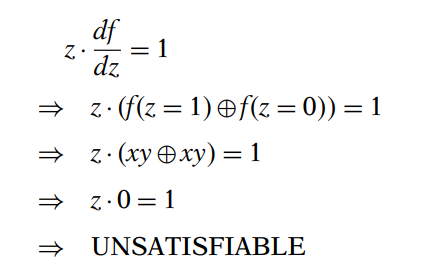 z · df/dz = 1
⇒ z · (f(z = 1) ⊕ f(z = 0)) = 1
⇒ z · (xy ⊕ xy) = 1
⇒ z · 0 = 1
⇒ UNSATISFIABLE